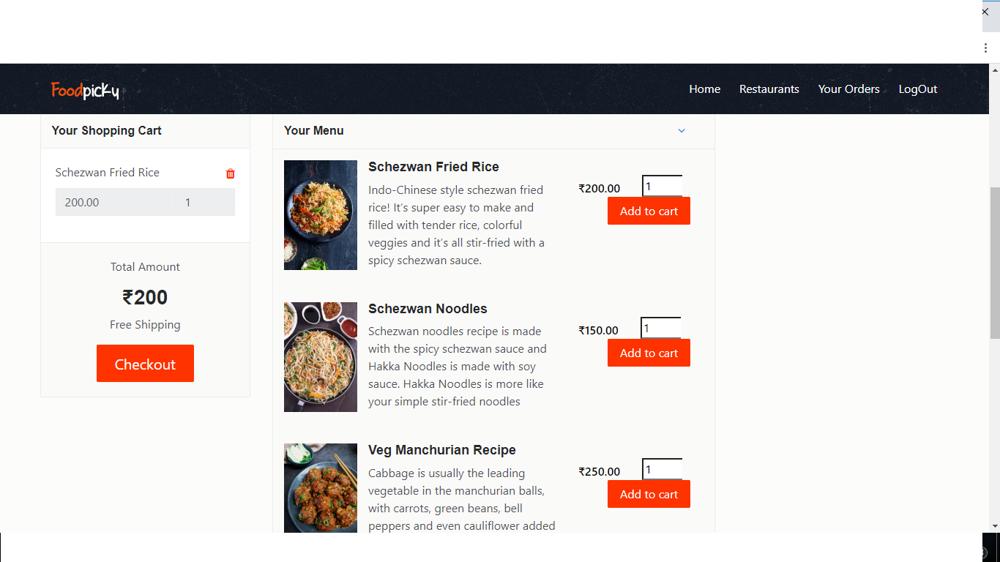 Foodpicky
Home Restaurants Your Orders LogOut
Your Shopping Cart
Schezwan Fried Rice
200.00 1
Total Amount
₹200
Free Shipping
Checkout
Your Menu
Schezwan Fried Rice
Indo-Chinese style schezwan fried
rice! It’s super easy to make and
filled with tender rice, colorful
veggies and it’s all stir-fried with a
spicy schezwan sauce.
₹200.00 1
Add to cart
Schezwan Noodles
Schezwan noodles recipe is made
with the spicy schezwan sauce and
Hakka Noodles is made with soy
sauce. Hakka Noodles is more like
your simple stir-fried noodles
₹150.00 1
Add to cart
Veg Manchurian Recipe
Cabbage is usually the leading
vegetable in the manchurian balls,
with carrots, green beans, bell
peppers and even cauliflower added
₹250.00 1
Add to cart